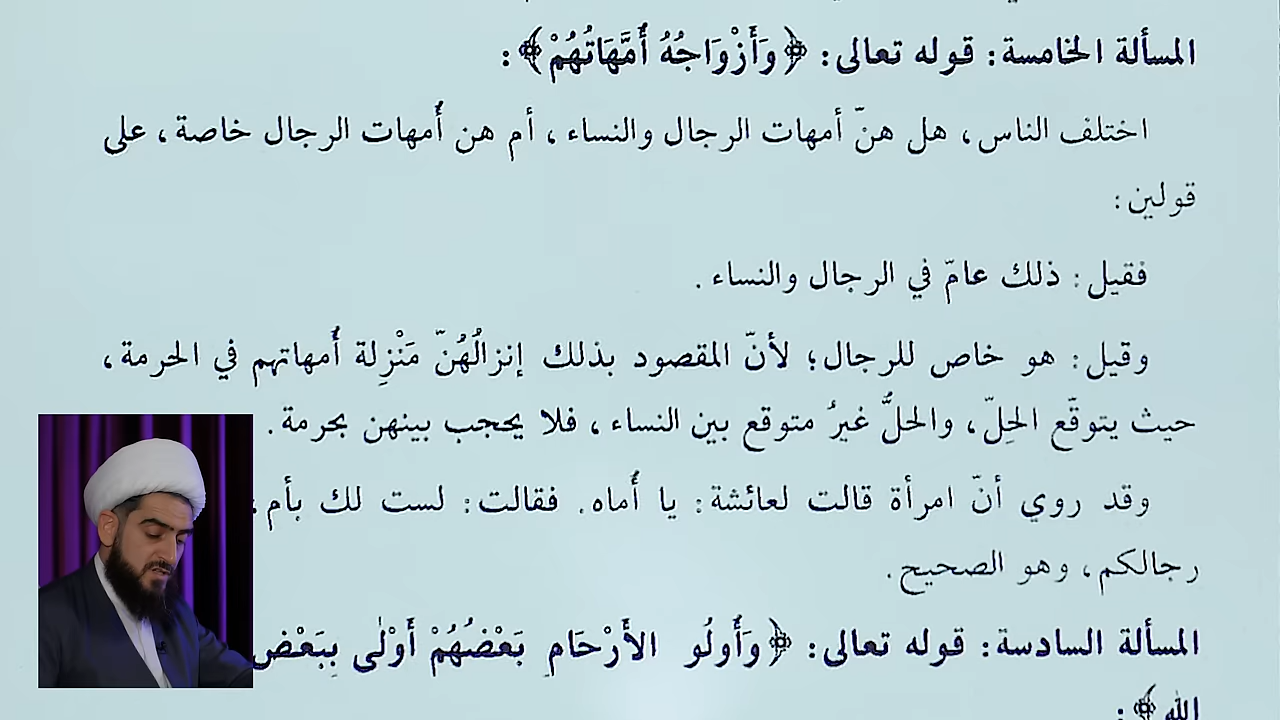 المسألة الخامسة: قوله تعالى: ﴿وَأَزْوَاجُهُ أُمَّهَاتُهُمْ﴾:
اختلف الناس، هل هنّ أمهات الرجال والنساء، أم هن أُمهات الرجال خاصة، على
قولين:
فقيل: ذلك عامّ في الرجال والنساء.
وقيل: هو خاص للرجال؛ لأنّ المقصود بذلك إنزالُهُنّ مَنْزِلة أُمهاتهم في الحرمة،
حيث يتوقَّع الحِلّ، والحلُّ غيرُ متوقع بين النساء، فلا يحجب بينهن بحرمة.
وقد روي أنّ امرأة قالت لعائشة: يا أُماه. فقالت: لست لك بأم،
رجالكم، وهو الصحيح.
المسألة السادسة: قوله تعالى: ﴿وَأُولُو الأَرْحَامِ بَعْضُهُمْ أَوْلَى بِبَعْضٍ
الله﴾: